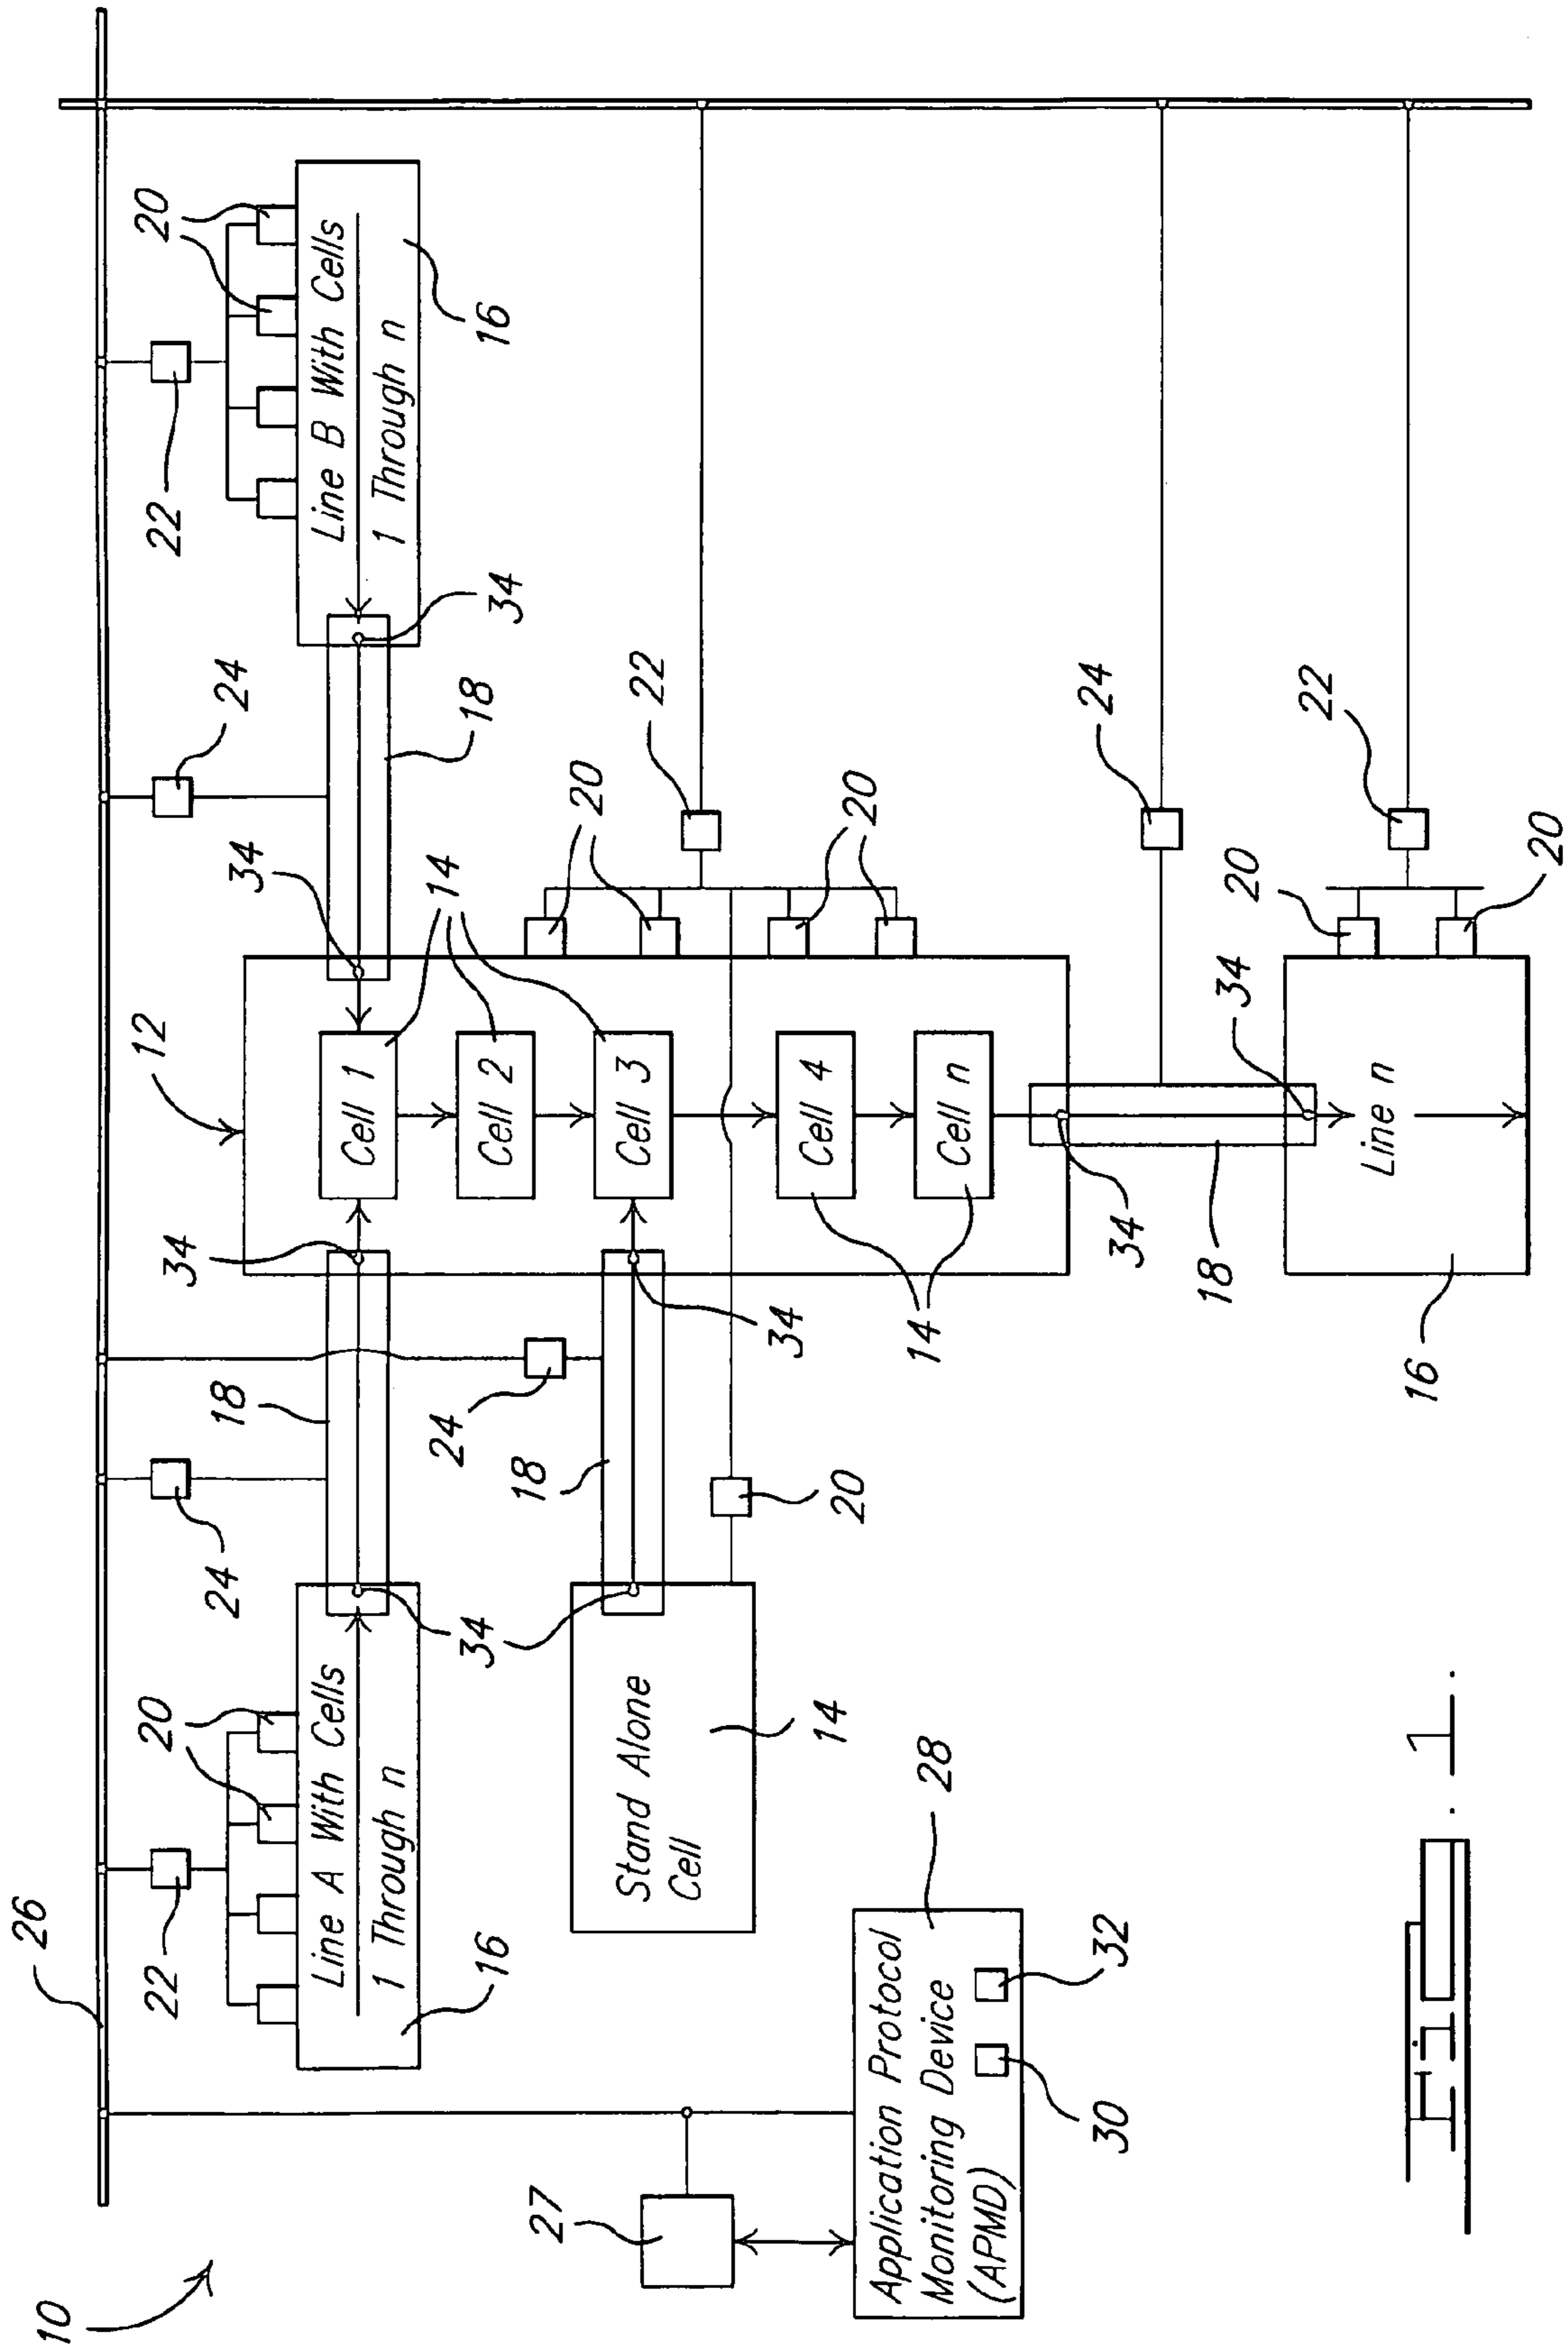 10
26
22
20
24
18
34
12
34
24
22
20
Line A With Cells
1 Through n
16
34
24
18
14
18
34
16
Line B With Cells
1 Through n
Cell 1
Cell 2
Cell 3
Cell 4
Cell n
14
20
22
20
Stand Alone
Cell
14
20
34
27
28
Application Protocol
Monitoring Device
(APMD)
30
32
34
18
34
24
22
20
20
Line n
16
Fig. 1.